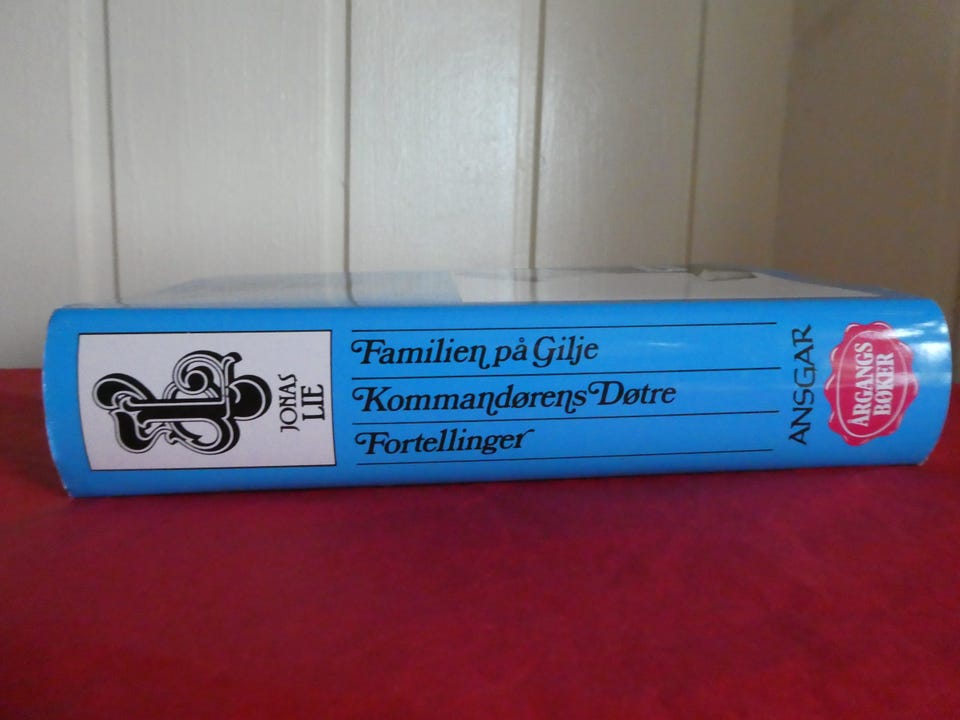 JONAS
LIE
Familien på Gilje
Kommandørens Døtre
Fortellinger
ANSGAR
ÅRGANGS
BØKER